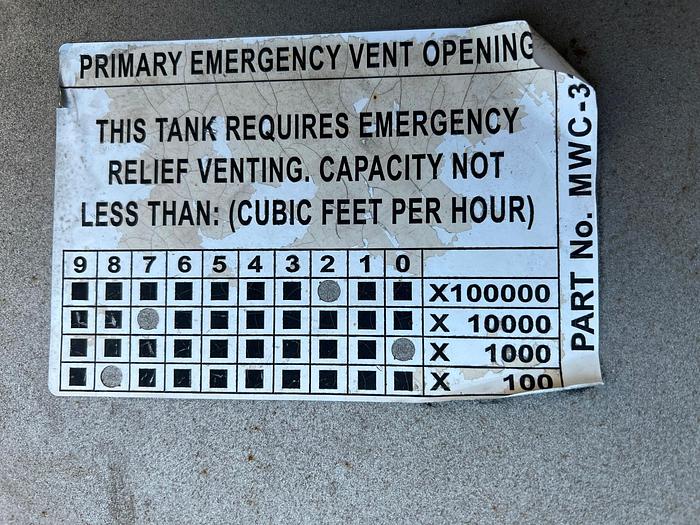 PRIMARY EMERGENCY VENT OPENING
THIS TANK REQUIRES EMERGENCY
RELIEF VENTING. CAPACITY NOT
LESS THAN: (CUBIC FEET PER HOUR)
9 8 7 6 5 4 3 2 1 0
X100000
X 10000
X 1000
X 100
PART No. MWC-3